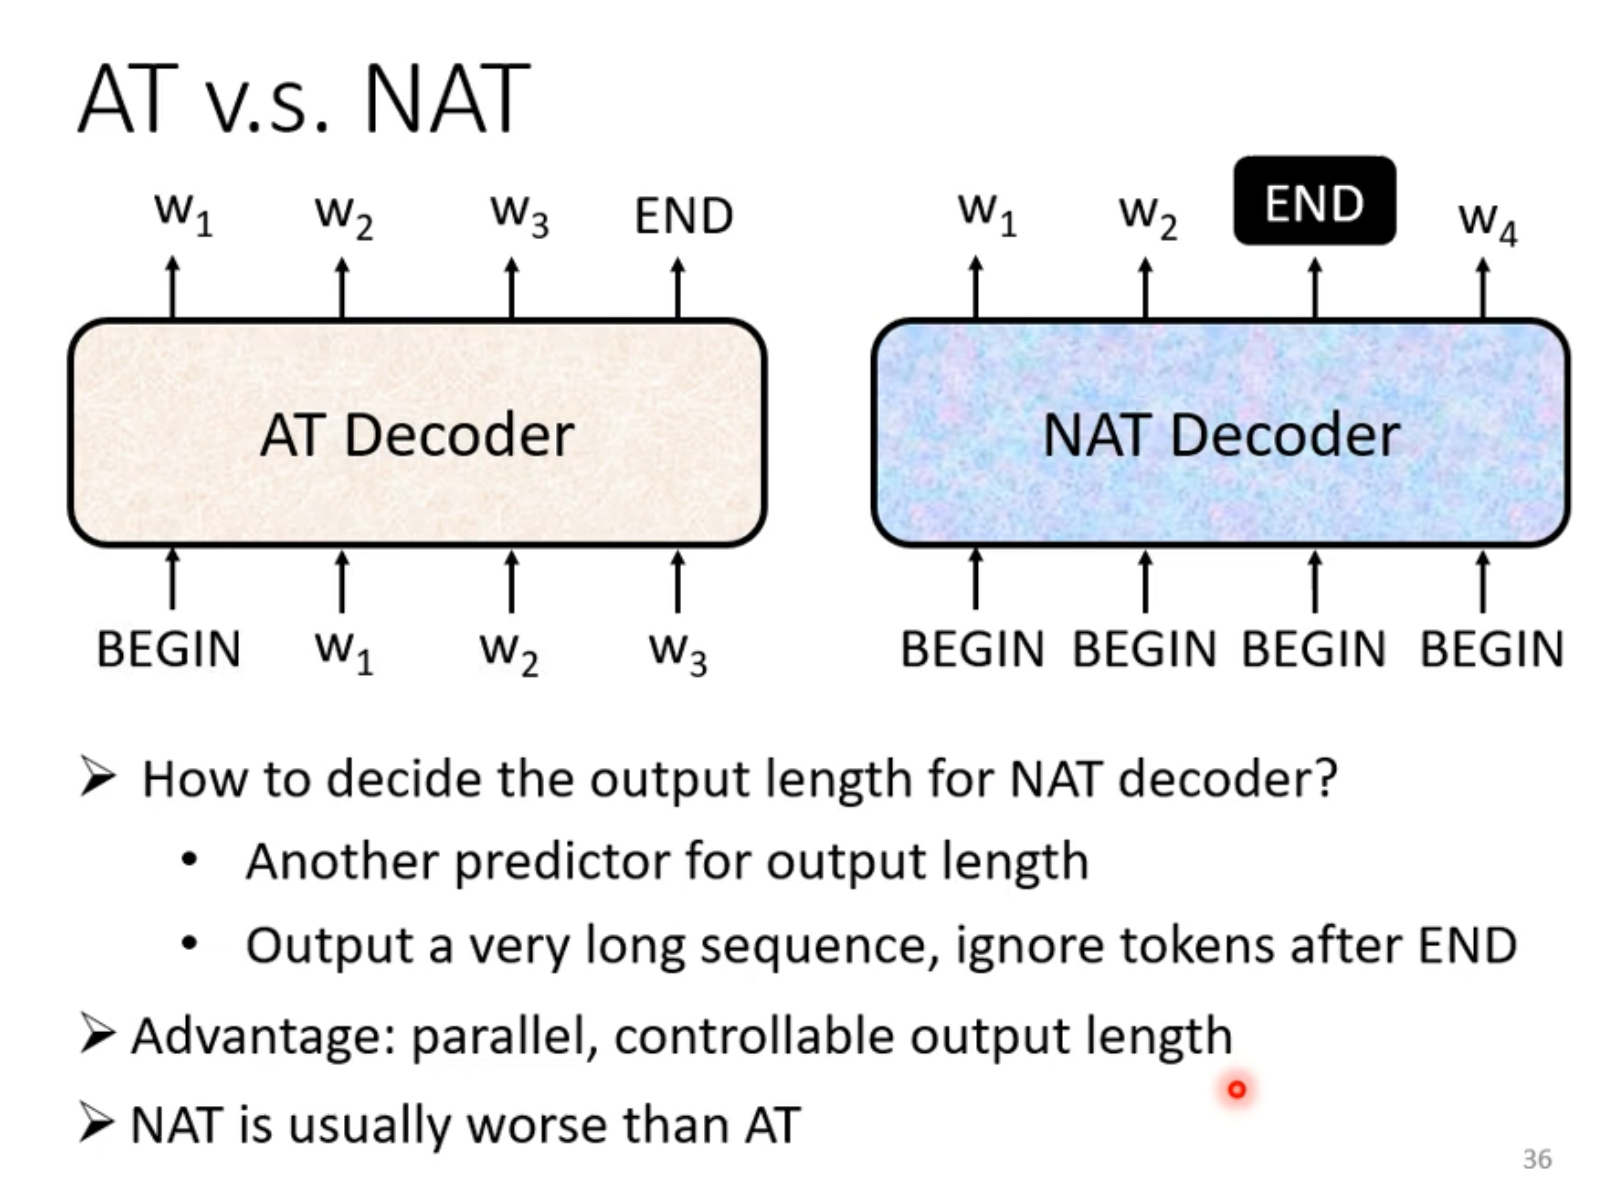 AT v.s. NAT
w₁ w₂ w₃ END
w₁ w₂ END w₄
AT Decoder
NAT Decoder
BEGIN w₁ w₂ w₃
BEGIN BEGIN BEGIN BEGIN
➢ How to decide the output length for NAT decoder?
• Another predictor for output length
• Output a very long sequence, ignore tokens after END
➢ Advantage: parallel, controllable output length
➢ NAT is usually worse than AT
36